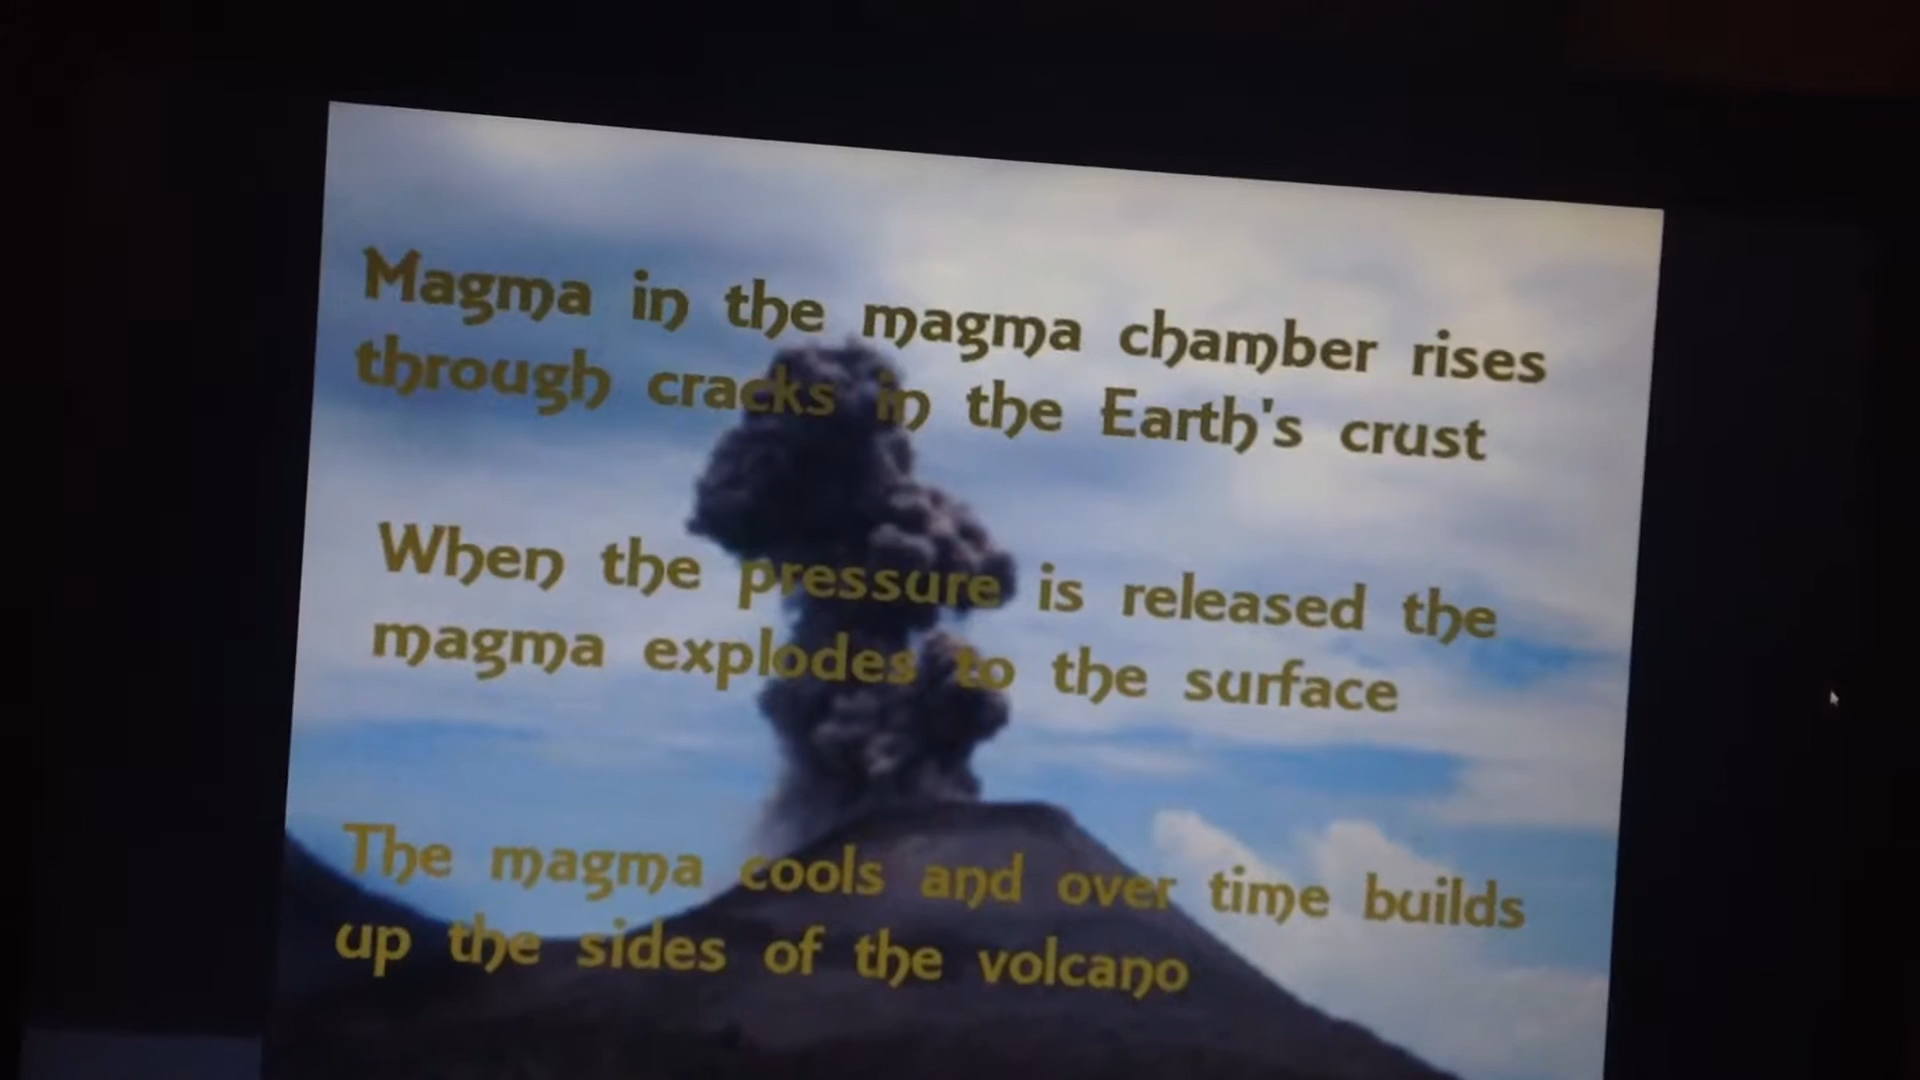 Magma in the magma chamber rises
through cracks in the Earth's crust
When the pressure is released the
magma explodes to the surface
The magma cools and over time builds
up the sides of the volcano